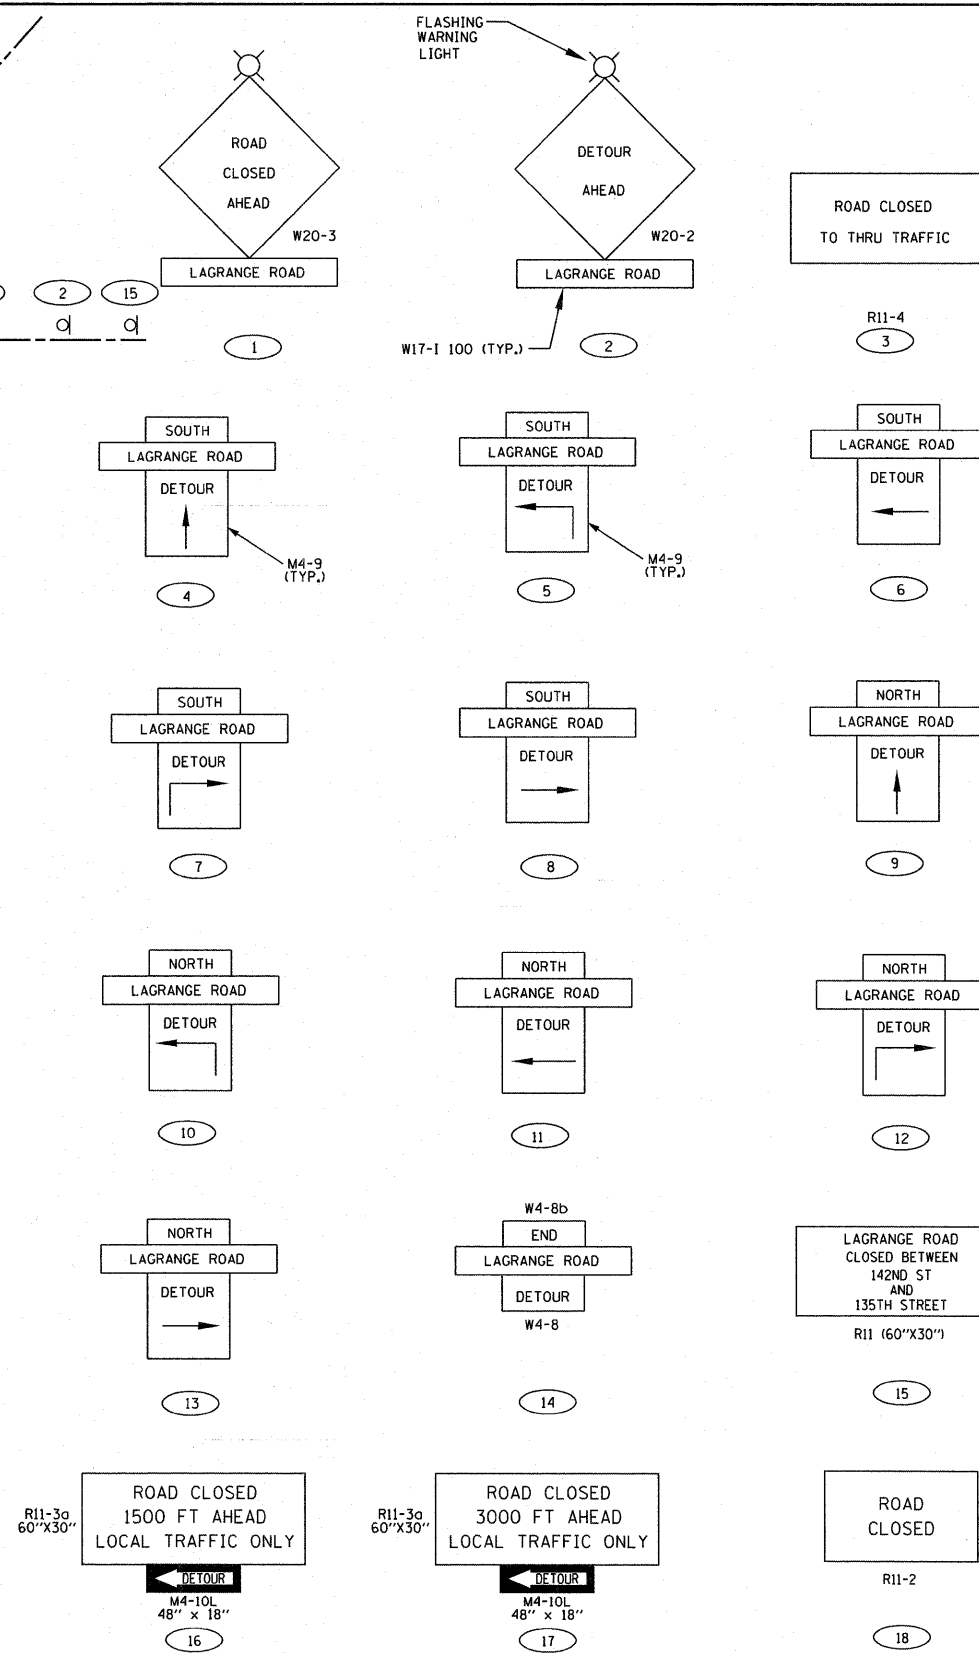 FLASHING
WARNING
LIGHT
ROAD
CLOSED
AHEAD
W20-3
LAGRANGE ROAD
1
DETOUR
AHEAD
W20-2
LAGRANGE ROAD
W17-I 100 (TYP.)
2
ROAD CLOSED
TO THRU TRAFFIC
R11-4
3
2
15
SOUTH
LAGRANGE ROAD
DETOUR
M4-9
(TYP.)
4
SOUTH
LAGRANGE ROAD
DETOUR
M4-9
(TYP.)
5
SOUTH
LAGRANGE ROAD
DETOUR
6
SOUTH
LAGRANGE ROAD
DETOUR
7
SOUTH
LAGRANGE ROAD
DETOUR
8
NORTH
LAGRANGE ROAD
DETOUR
9
NORTH
LAGRANGE ROAD
DETOUR
10
NORTH
LAGRANGE ROAD
DETOUR
11
NORTH
LAGRANGE ROAD
DETOUR
12
NORTH
LAGRANGE ROAD
DETOUR
13
W4-8b
END
LAGRANGE ROAD
DETOUR
W4-8
14
LAGRANGE ROAD
CLOSED BETWEEN
142ND ST
AND
135TH STREET
R11 (60"X30")
15
R11-3a
60"X30"
ROAD CLOSED
1500 FT AHEAD
LOCAL TRAFFIC ONLY
DETOUR
M4-10L
48" x 18"
16
R11-3a
60"X30"
ROAD CLOSED
3000 FT AHEAD
LOCAL TRAFFIC ONLY
DETOUR
M4-10L
48" x 18"
17
ROAD
CLOSED
R11-2
18